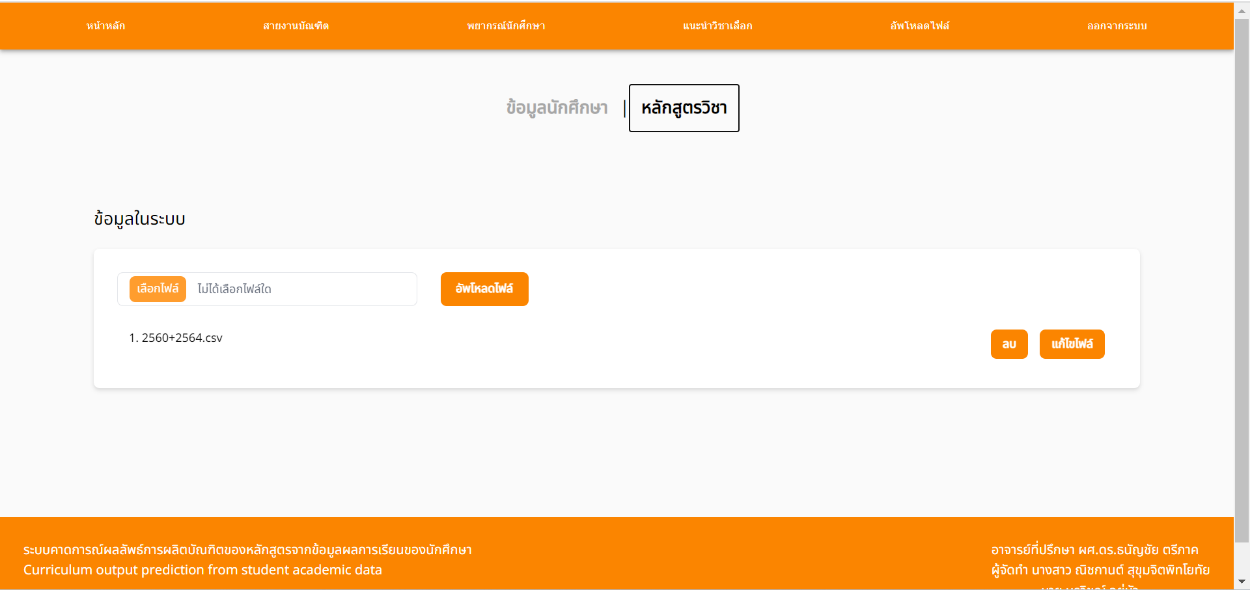 หน้าหลัก สายงานบัณฑิต พยากรณ์นักศึกษา แนะนำวิชาเลือก อัพโหลดไฟล์ ออกจากระบบ
ข้อมูลนักศึกษา | หลักสูตรวิชา
ข้อมูลในระบบ
เลือกไฟล์ ไม่ได้เลือกไฟล์ใด อัพโหลดไฟล์
1. 2560+2564.csv ลบ แก้ไขไฟล์
ระบบคาดการณ์ผลลัพธ์การผลิตบัณฑิตของหลักสูตรจากข้อมูลผลการเรียนของนักศึกษา
Curriculum output prediction from student academic data
อาจารย์ที่ปรึกษา ผศ.ดร.ธนัญชัย ตรีภาค
ผู้จัดทำ นางสาว ณิชกานต์ สุขุมจิตพิทโยทัย